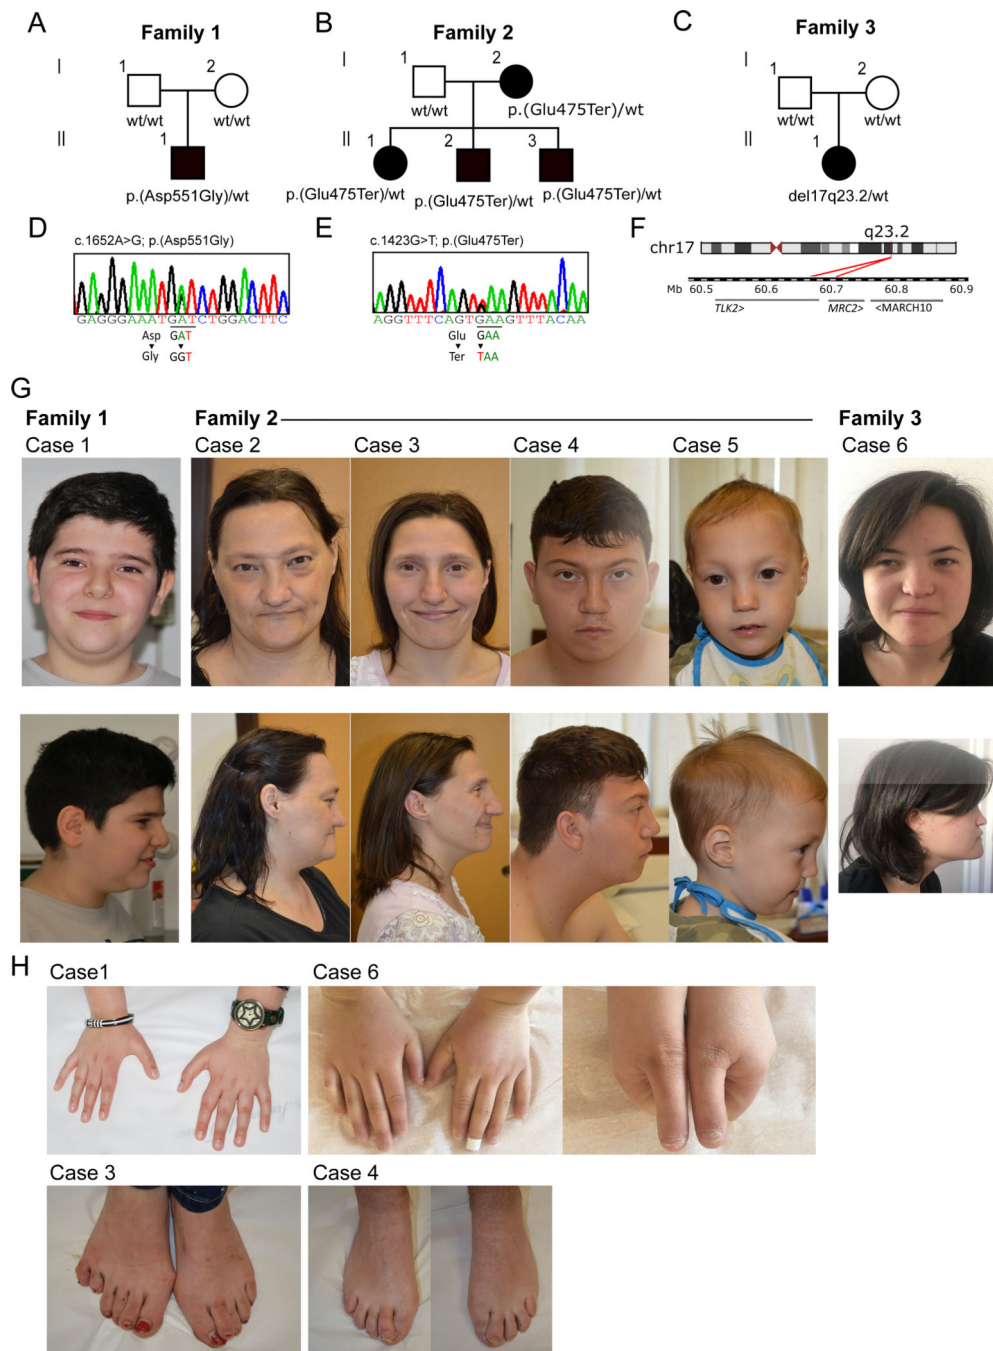 A
Family 1
I
1
2
wt/wt
wt/wt
II
1
p.(Asp551Gly)/wt
B
Family 2
I
1
2
wt/wt
p.(Glu475Ter)/wt
II
1
2
3
p.(Glu475Ter)/wt
p.(Glu475Ter)/wt
p.(Glu475Ter)/wt
C
Family 3
I
1
2
wt/wt
wt/wt
II
1
del17q23.2/wt
D
c.1652A>G; p.(Asp551Gly)
GAGGGAAATGATCTGGACTTC
Asp GAT
Gly GGT
E
c.1423G>T; p.(Glu475Ter)
AGGTTTCAGTGAAGTTTACAA
Glu GAA
Ter TAA
F
q23.2
chr17
Mb
60.5 60.6 60.7 60.8 60.9
TLK2> MRC2> <MARCH10
G
Family 1 Family 2 Family 3
Case 1 Case 2 Case 3 Case 4 Case 5 Case 6
H
Case1 Case 6
Case 3 Case 4